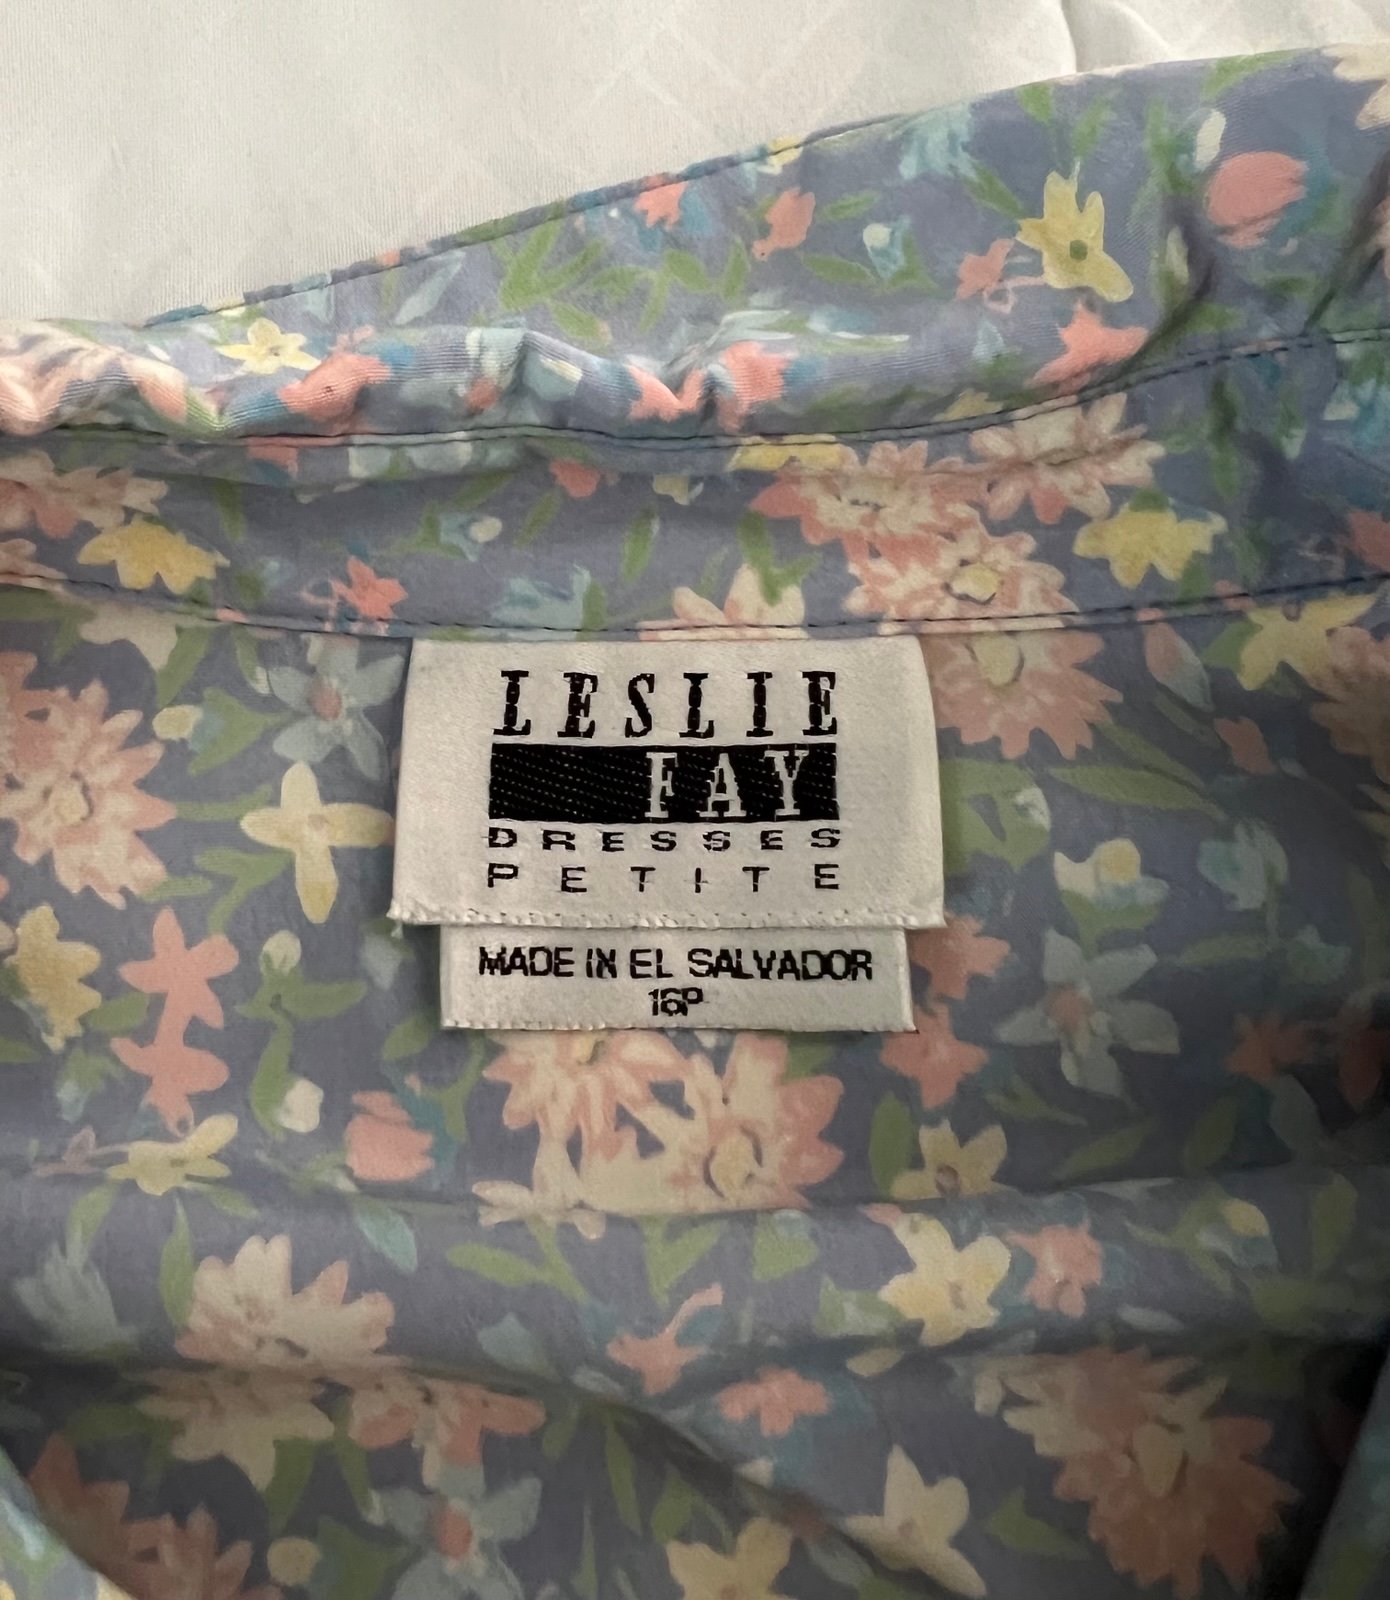 LESLIE
FAY
DRESSES
PETITE
MADE IN EL SALVADOR
16P